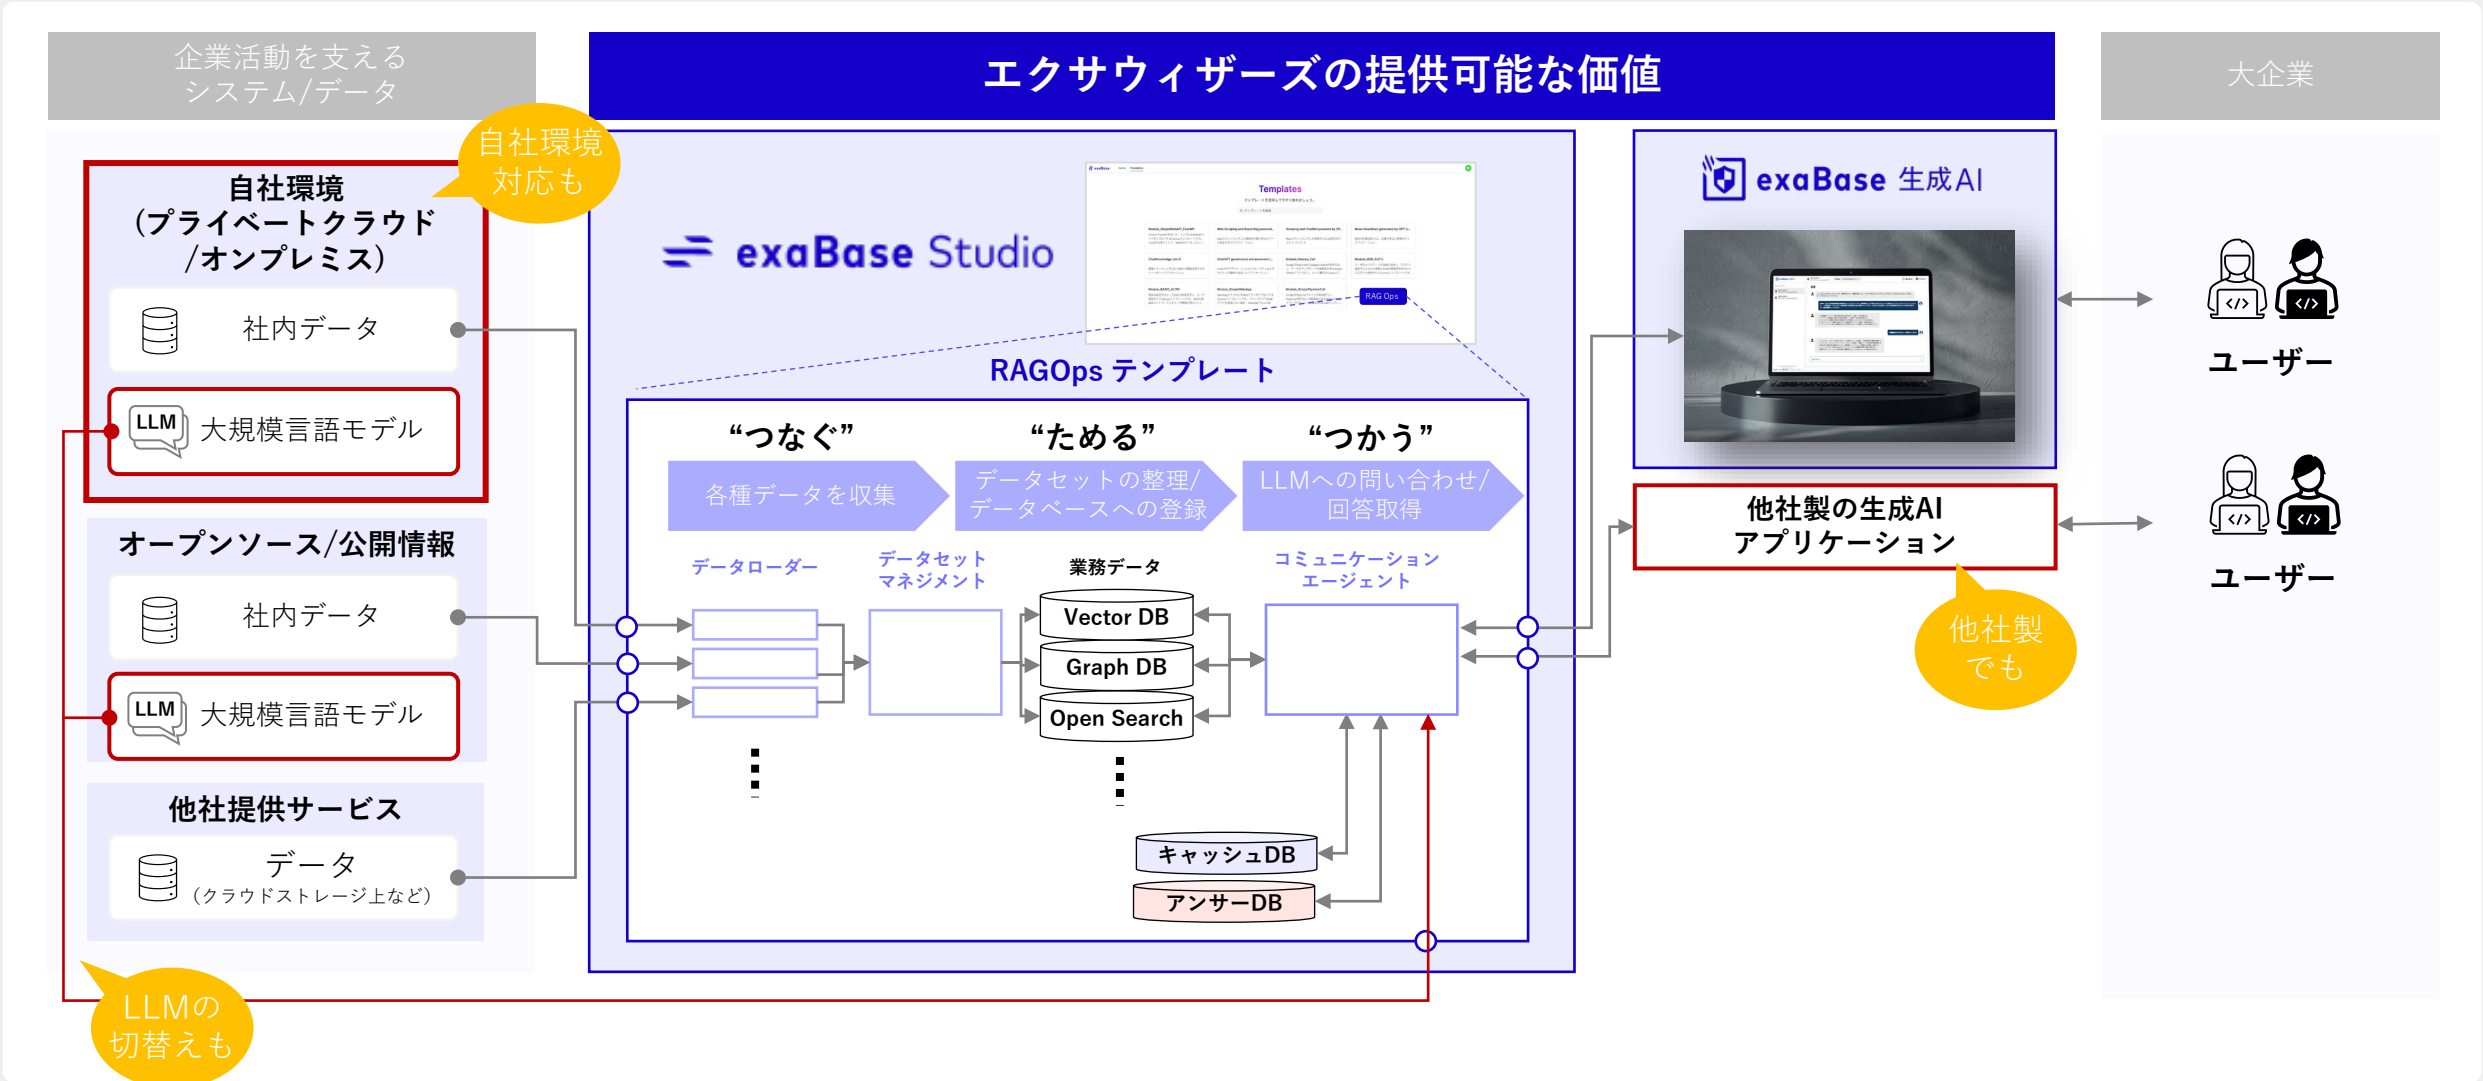 企業活動を支える
システム/データ
エクサウィザーズの提供可能な価値
大企業
自社環境
対応も
自社環境
(プライベートクラウド
/オンプレミス)
社内データ
LLM
大規模言語モデル
オープンソース/公開情報
社内データ
LLM
大規模言語モデル
他社提供サービス
データ
(クラウドストレージ上など)
LLMの
切替えも
exaBase Studio
Templates
RAG Ops
RAGOps テンプレート
“つなぐ”
“ためる”
“つかう”
各種データを収集
データセットの整理/
データベースへの登録
LLMへの問い合わせ/
回答取得
データローダー
データセット
マネジメント
業務データ
コミュニケーション
エージェント
Vector DB
Graph DB
Open Search
キャッシュDB
アンサーDB
exaBase 生成AI
他社製の生成AI
アプリケーション
他社製
でも
ユーザー
ユーザー